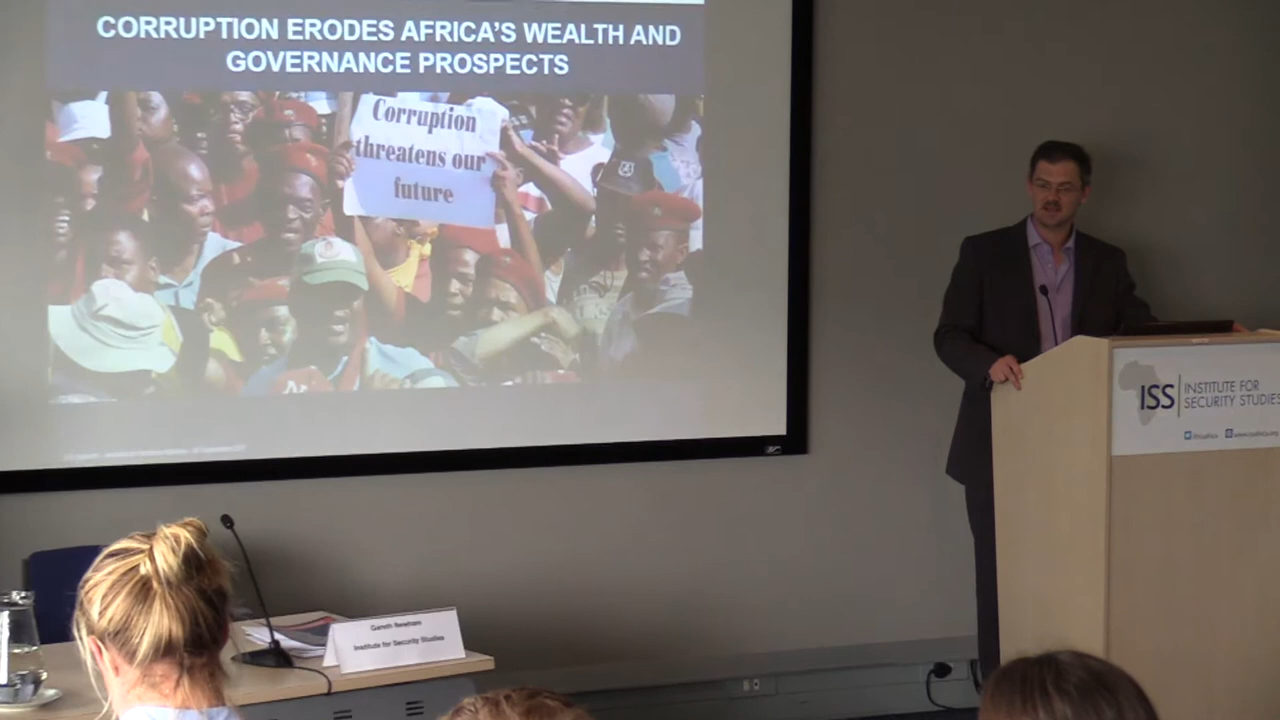 CORRUPTION ERODES AFRICA'S WEALTH AND
GOVERNANCE PROSPECTS
Corruption
threatens our
future
ISS
INSTITUTE FOR
SECURITY STUDIES
Gareth Newham
Institute for Security Studies